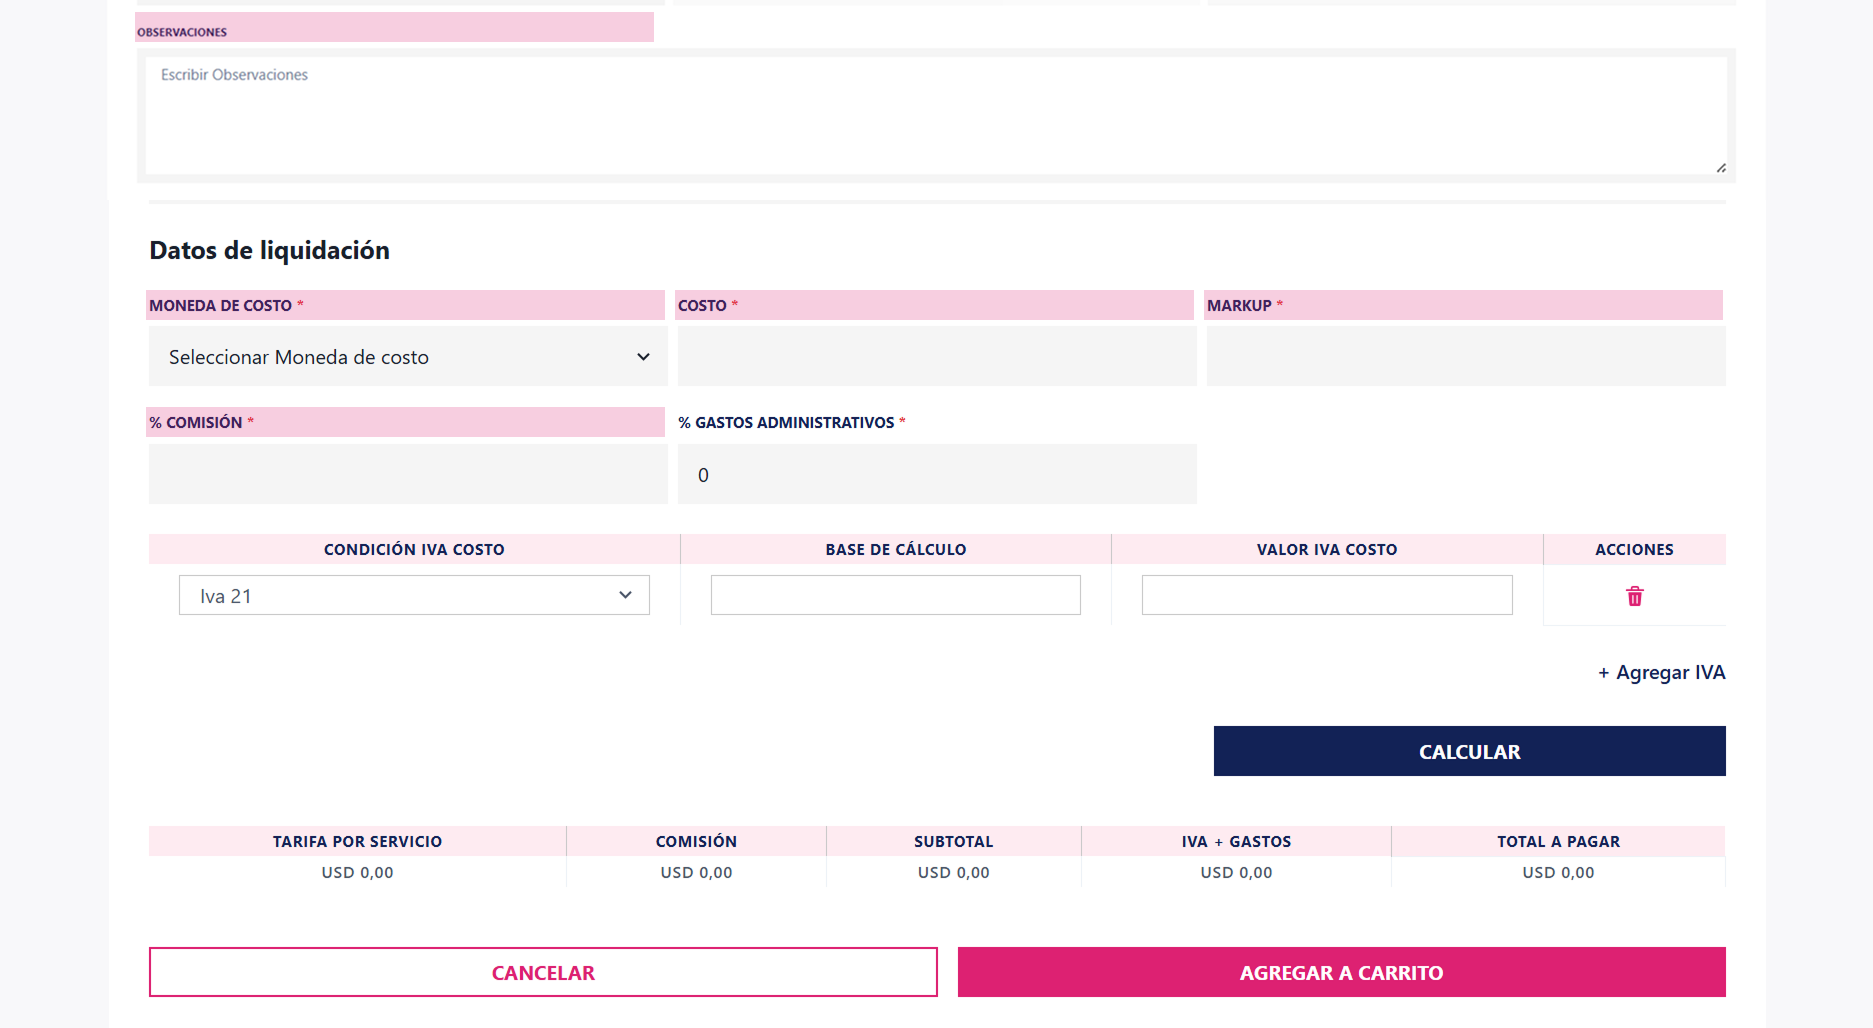 OBSERVACIONES
Escribir Observaciones
Datos de liquidación
MONEDA DE COSTO * COSTO * MARKUP *
Seleccionar Moneda de costo
% COMISIÓN * % GASTOS ADMINISTRATIVOS *
0
CONDICIÓN IVA COSTO BASE DE CÁLCULO VALOR IVA COSTO ACCIONES
Iva 21
+ Agregar IVA
CALCULAR
TARIFA POR SERVICIO COMISIÓN SUBTOTAL IVA + GASTOS TOTAL A PAGAR
USD 0,00 USD 0,00 USD 0,00 USD 0,00 USD 0,00
CANCELAR AGREGAR A CARRITO